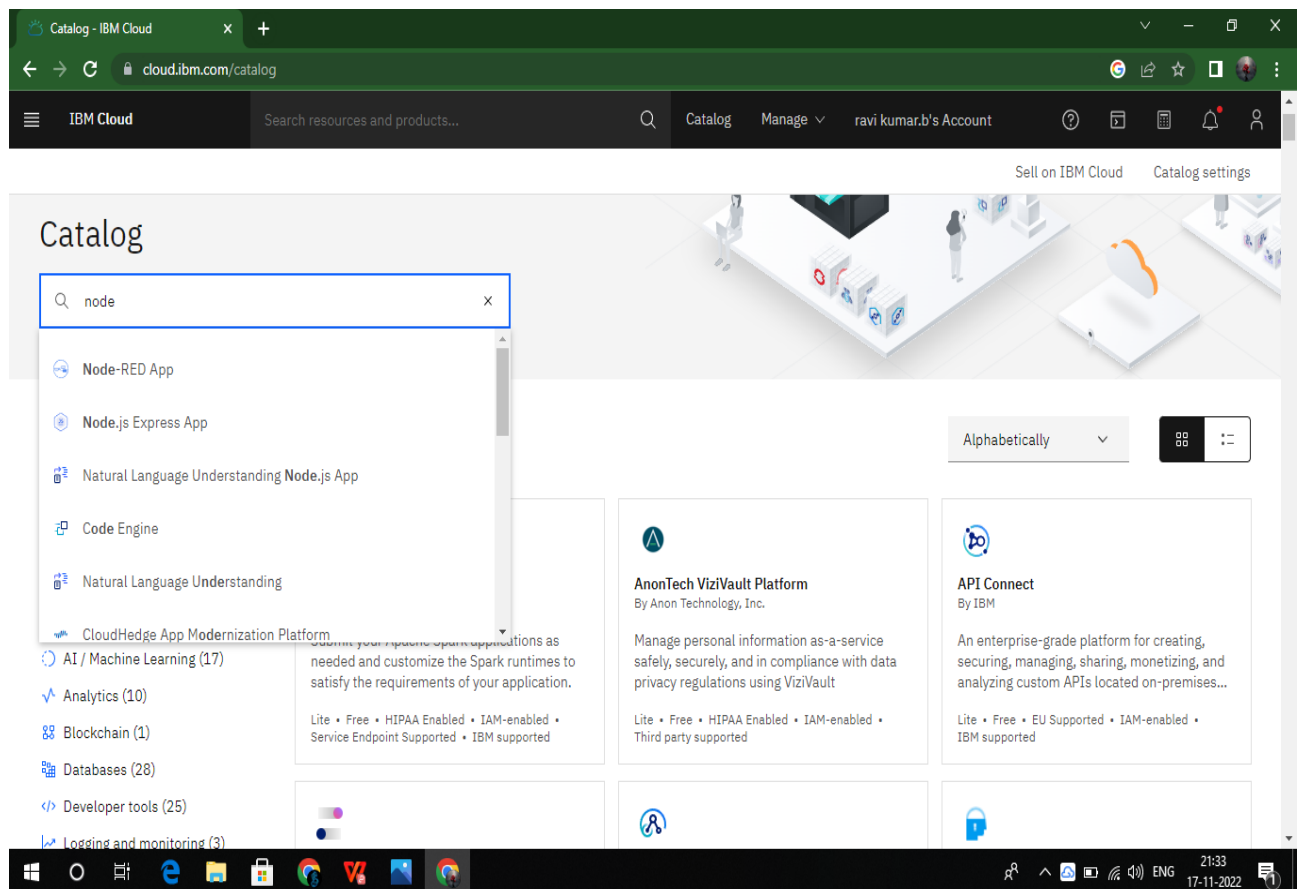 Catalog - IBM Cloud
cloud.ibm.com/catalog
IBM Cloud
Search resources and products...
Catalog
Manage
ravi kumar.b's Account
Sell on IBM Cloud
Catalog settings
Catalog
node
Node-RED App
Node.js Express App
Natural Language Understanding Node.js App
Code Engine
Natural Language Understanding
CloudHedge App Modernization Platform
Alphabetically
AI / Machine Learning (17)
Analytics (10)
Blockchain (1)
Databases (28)
Developer tools (25)
Logging and monitoring (3)
Submit your Apache Spark applications as
needed and customize the Spark runtimes to
satisfy the requirements of your application.
Lite • Free • HIPAA Enabled • IAM-enabled •
Service Endpoint Supported • IBM supported
AnonTech ViziVault Platform
By Anon Technology, Inc.
Manage personal information as-a-service
safely, securely, and in compliance with data
privacy regulations using ViziVault
Lite • Free • HIPAA Enabled • IAM-enabled •
Third party supported
API Connect
By IBM
An enterprise-grade platform for creating,
securing, managing, sharing, monetizing, and
analyzing custom APIs located on-premises...
Lite • Free • EU Supported • IAM-enabled •
IBM supported
ENG
21:33
17-11-2022
1